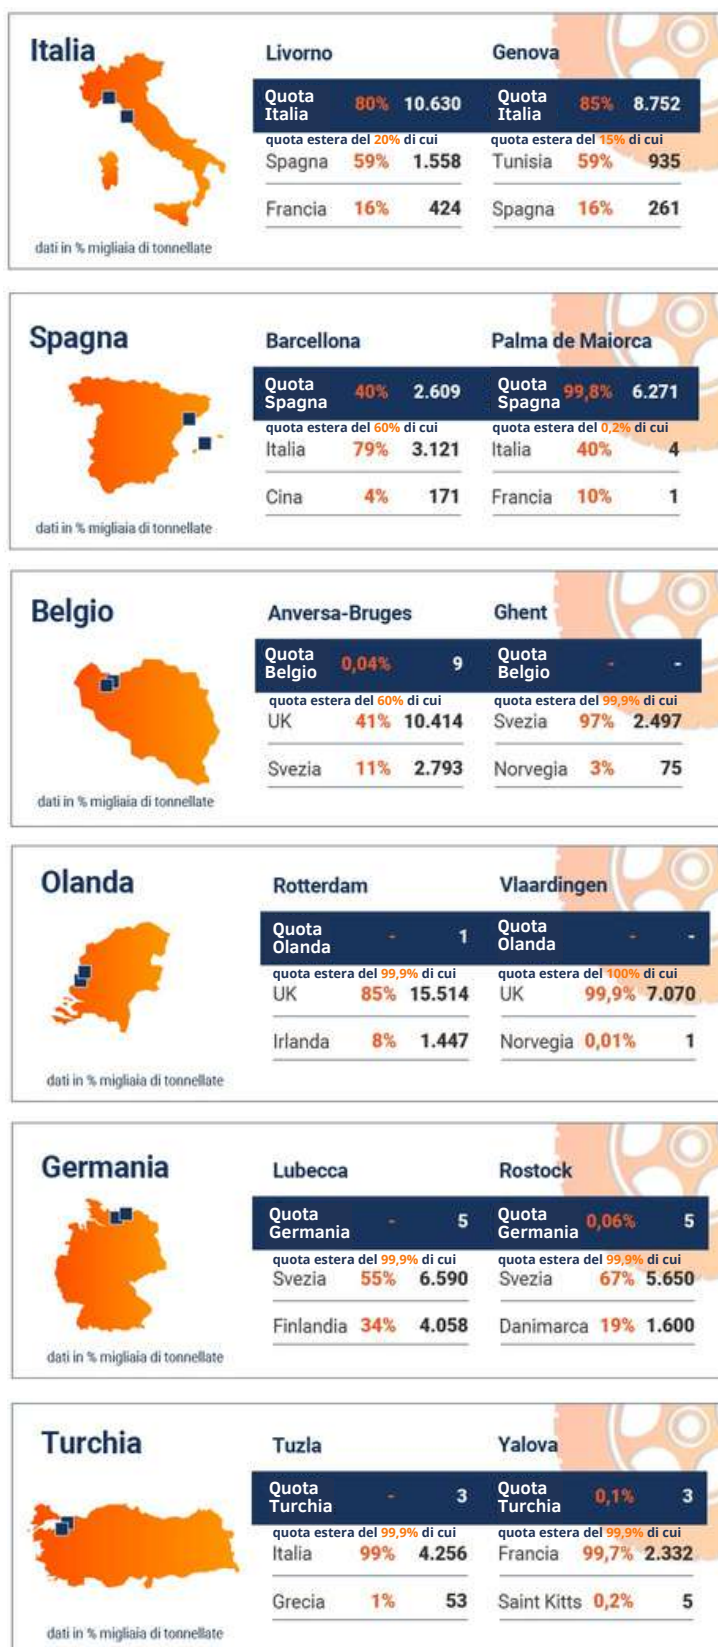 Italia
Livorno Genova
Quota Italia 80% 10.630 Quota Italia 85% 8.752
quota estera del 20% di cui quota estera del 15% di cui
Spagna 59% 1.558 Tunisia 59% 935
Francia 16% 424 Spagna 16% 261
dati in % migliaia di tonnellate
Spagna
Barcellona Palma de Maiorca
Quota Spagna 40% 2.609 Quota Spagna 99,8% 6.271
quota estera del 60% di cui quota estera del 0,2% di cui
Italia 79% 3.121 Italia 40% 4
Cina 4% 171 Francia 10% 1
dati in % migliaia di tonnellate
Belgio
Anversa-Bruges Ghent
Quota Belgio 0,04% 9 Quota Belgio - -
quota estera del 60% di cui quota estera del 99,9% di cui
UK 41% 10.414 Svezia 97% 2.497
Svezia 11% 2.793 Norvegia 3% 75
dati in % migliaia di tonnellate
Olanda
Rotterdam Vlaardingen
Quota Olanda - 1 Quota Olanda - -
quota estera del 99,9% di cui quota estera del 100% di cui
UK 85% 15.514 UK 99,9% 7.070
Irlanda 8% 1.447 Norvegia 0,01% 1
dati in % migliaia di tonnellate
Germania
Lubecca Rostock
Quota Germania - 5 Quota Germania 0,06% 5
quota estera del 99,9% di cui quota estera del 99,9% di cui
Svezia 55% 6.590 Svezia 67% 5.650
Finlandia 34% 4.058 Danimarca 19% 1.600
dati in % migliaia di tonnellate
Turchia
Tuzla Yalova
Quota Turchia - 3 Quota Turchia 0,1% 3
quota estera del 99,9% di cui quota estera del 99,9% di cui
Italia 99% 4.256 Francia 99,7% 2.332
Grecia 1% 53 Saint Kitts 0,2% 5
dati in % migliaia di tonnellate